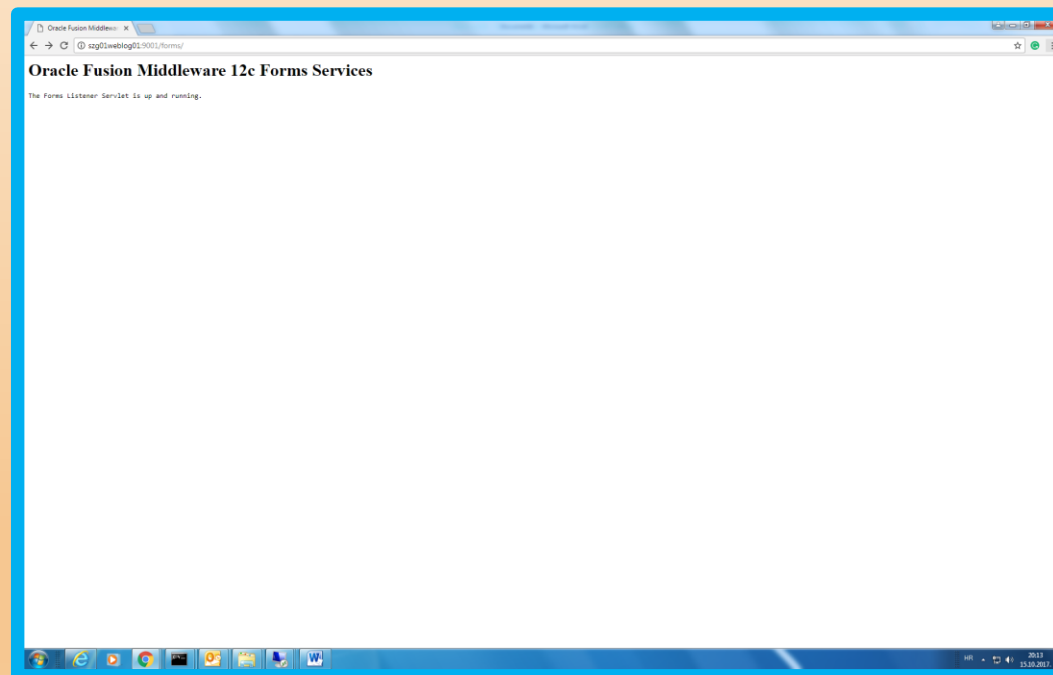 Oracle Fusion Middlewar
szg01weblog01:9001/forms/
Oracle Fusion Middleware 12c Forms Services
The Forms Listener Servlet is up and running.
HR
20:13
15.10.2017.